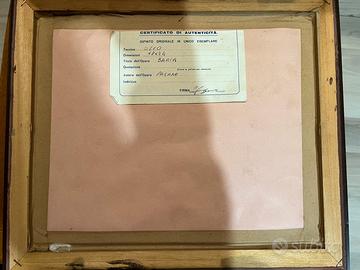 CERTIFICATO DI AUTENTICITÀ
DIPINTO ORIGINALE IN UNICO ESEMPLARE
Tecnica OLIO
Dimensioni
Titolo dell'Opera BARCA
Quotazione
Autore dell'Opera
Indirizzo
FIRMA
subito